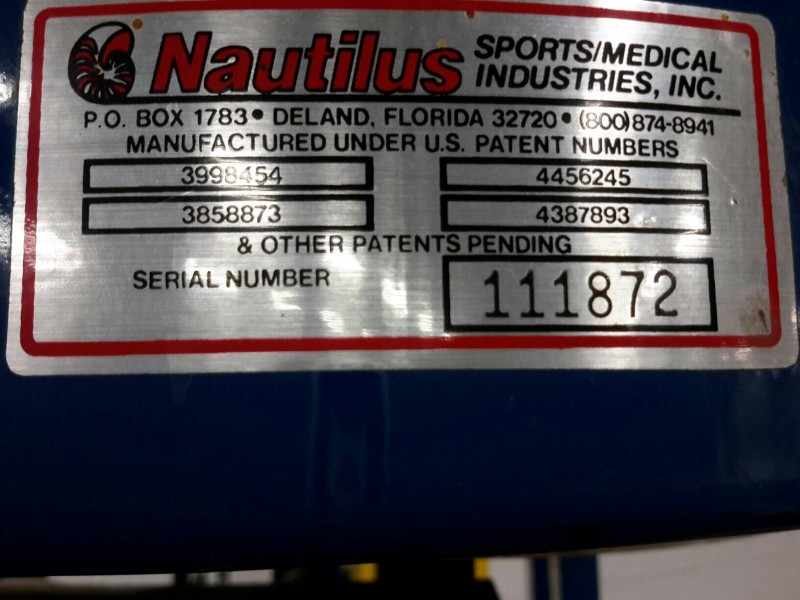 Nautilus SPORTS/MEDICAL
INDUSTRIES, INC.
P.O. BOX 1783 • DELAND, FLORIDA 32720 • (800) 874-8941
MANUFACTURED UNDER U.S. PATENT NUMBERS
3998454 4456245
3858873 4387893
& OTHER PATENTS PENDING
SERIAL NUMBER 111872